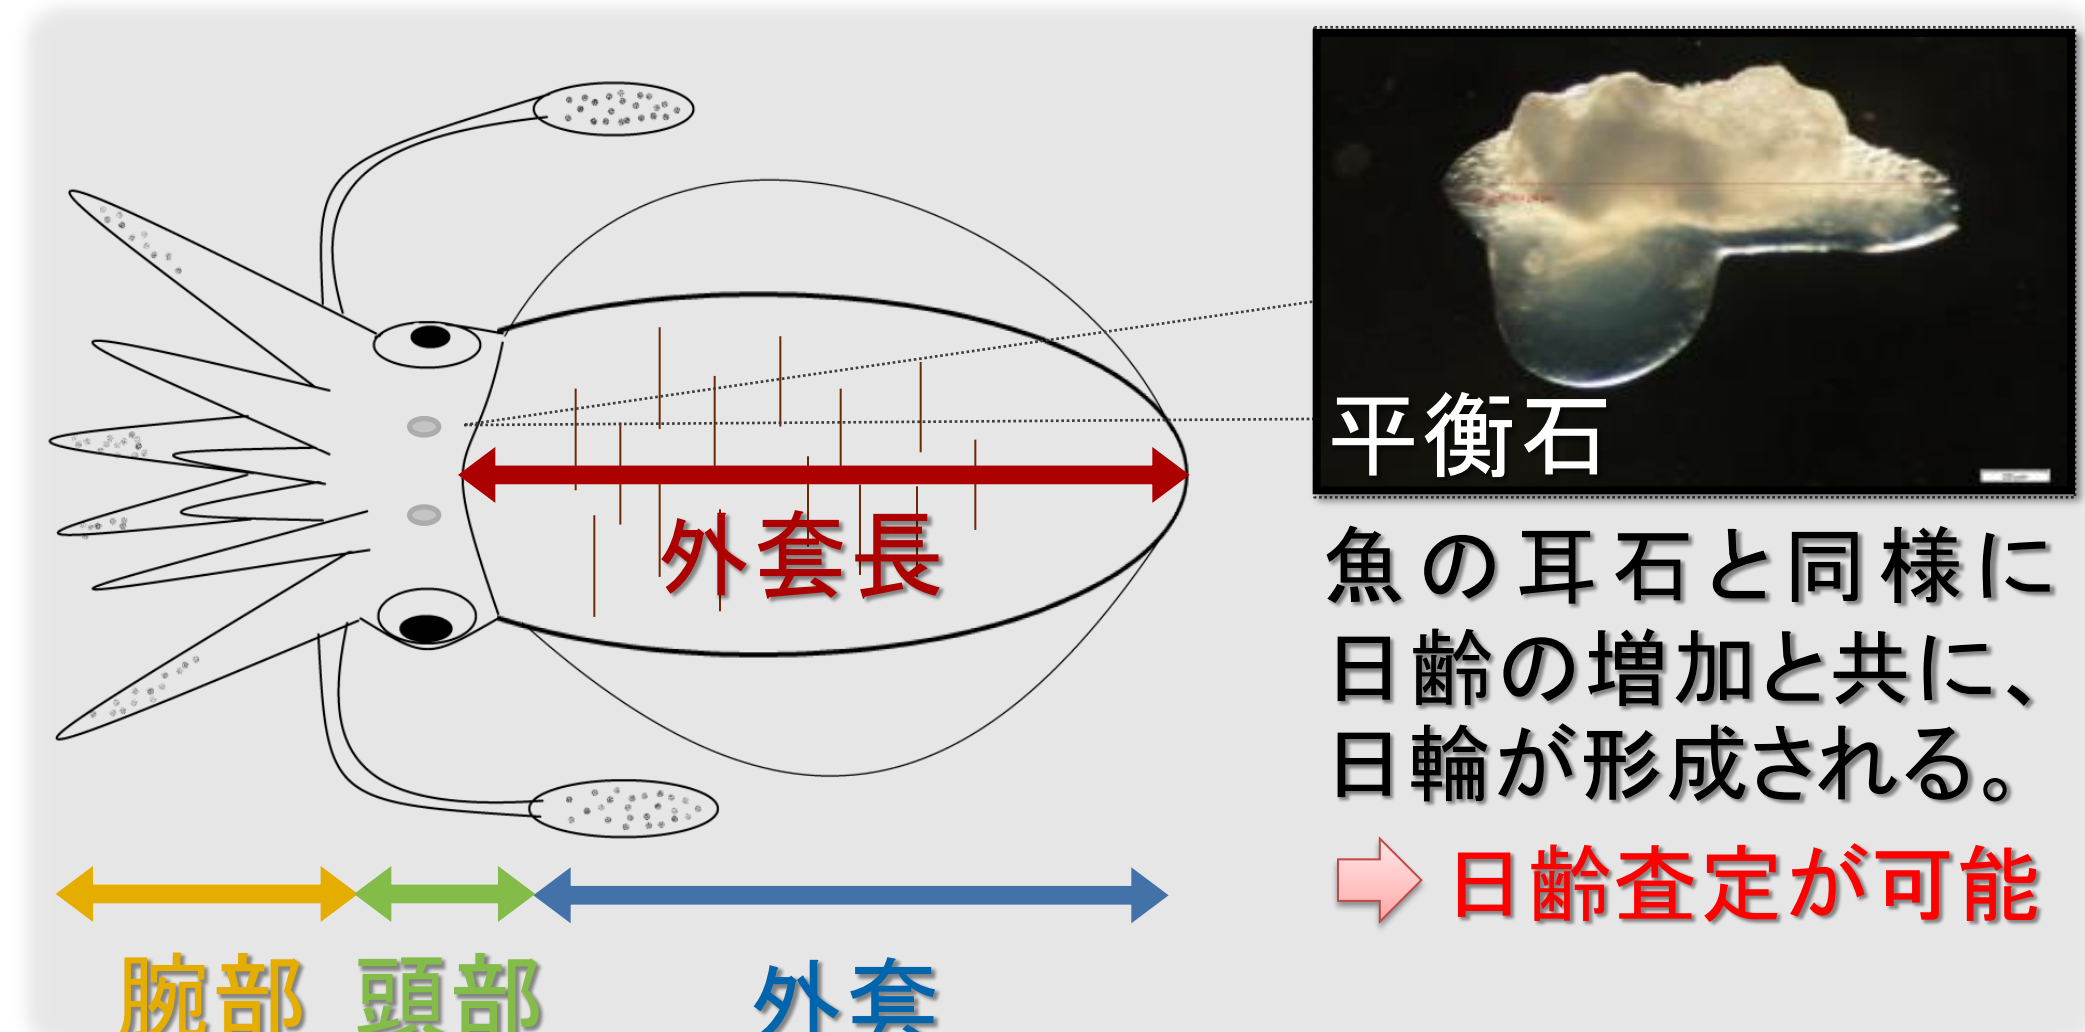 平衡石
外套長
魚の耳石と同様に
日齢の増加と共に、
日輪が形成される。
日齢査定が可能
腕部 頭部 外套